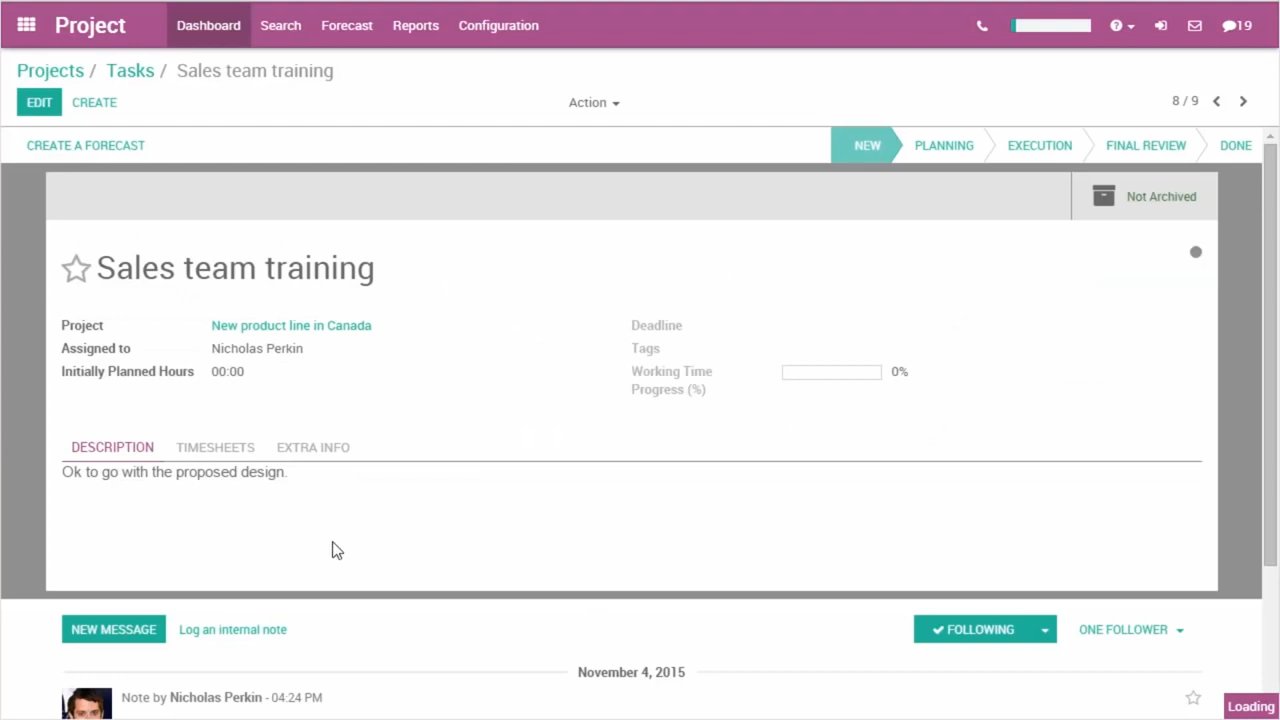 Project Dashboard Search Forecast Reports Configuration 19
Projects / Tasks / Sales team training
EDIT CREATE Action 8 / 9
CREATE A FORECAST NEW PLANNING EXECUTION FINAL REVIEW DONE
Not Archived
Sales team training
Project New product line in Canada Deadline
Assigned to Nicholas Perkin Tags
Initially Planned Hours 00:00 Working Time 0%
Progress (%)
DESCRIPTION TIMESHEETS EXTRA INFO
Ok to go with the proposed design.
NEW MESSAGE Log an internal note FOLLOWING ONE FOLLOWER
November 4, 2015
Note by Nicholas Perkin - 04:24 PM
Loading